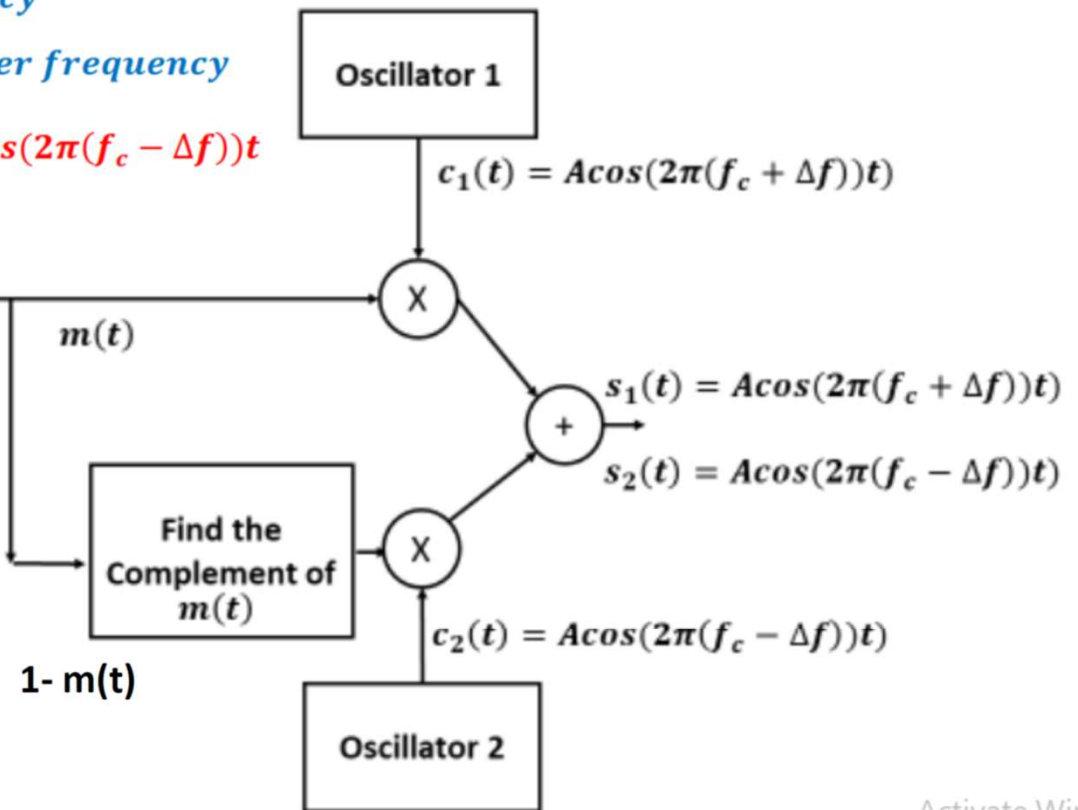 er frequency
s(2π(f_c − Δf))t
Oscillator 1
c₁(t) = Acos(2π(f_c + Δf))t)
X
m(t)
s₁(t) = Acos(2π(f_c + Δf))t)
+
s₂(t) = Acos(2π(f_c − Δf))t)
Find the
Complement of
m(t)
X
c₂(t) = Acos(2π(f_c − Δf))t)
1- m(t)
Oscillator 2